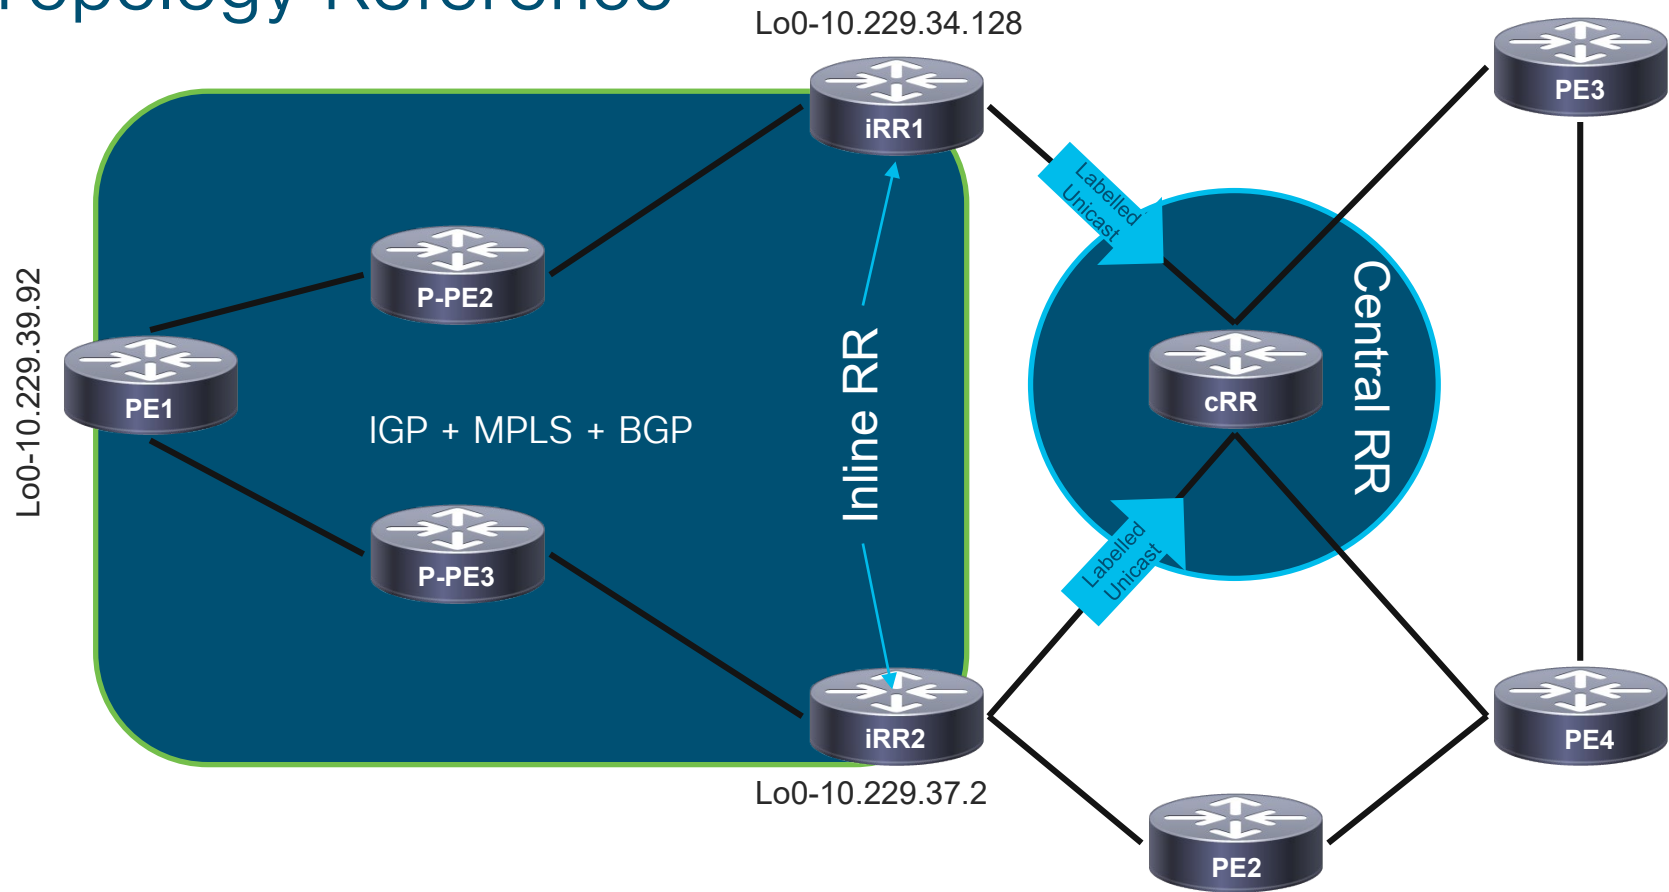 Topology Reference
Lo0-10.229.34.128
PE3
iRR1
Labelled
Unicast
P-PE2
Lo0-10.229.39.92
PE1
IGP + MPLS + BGP
Inline RR
cRR
Central RR
P-PE3
Labelled
Unicast
iRR2
PE4
Lo0-10.229.37.2
PE2